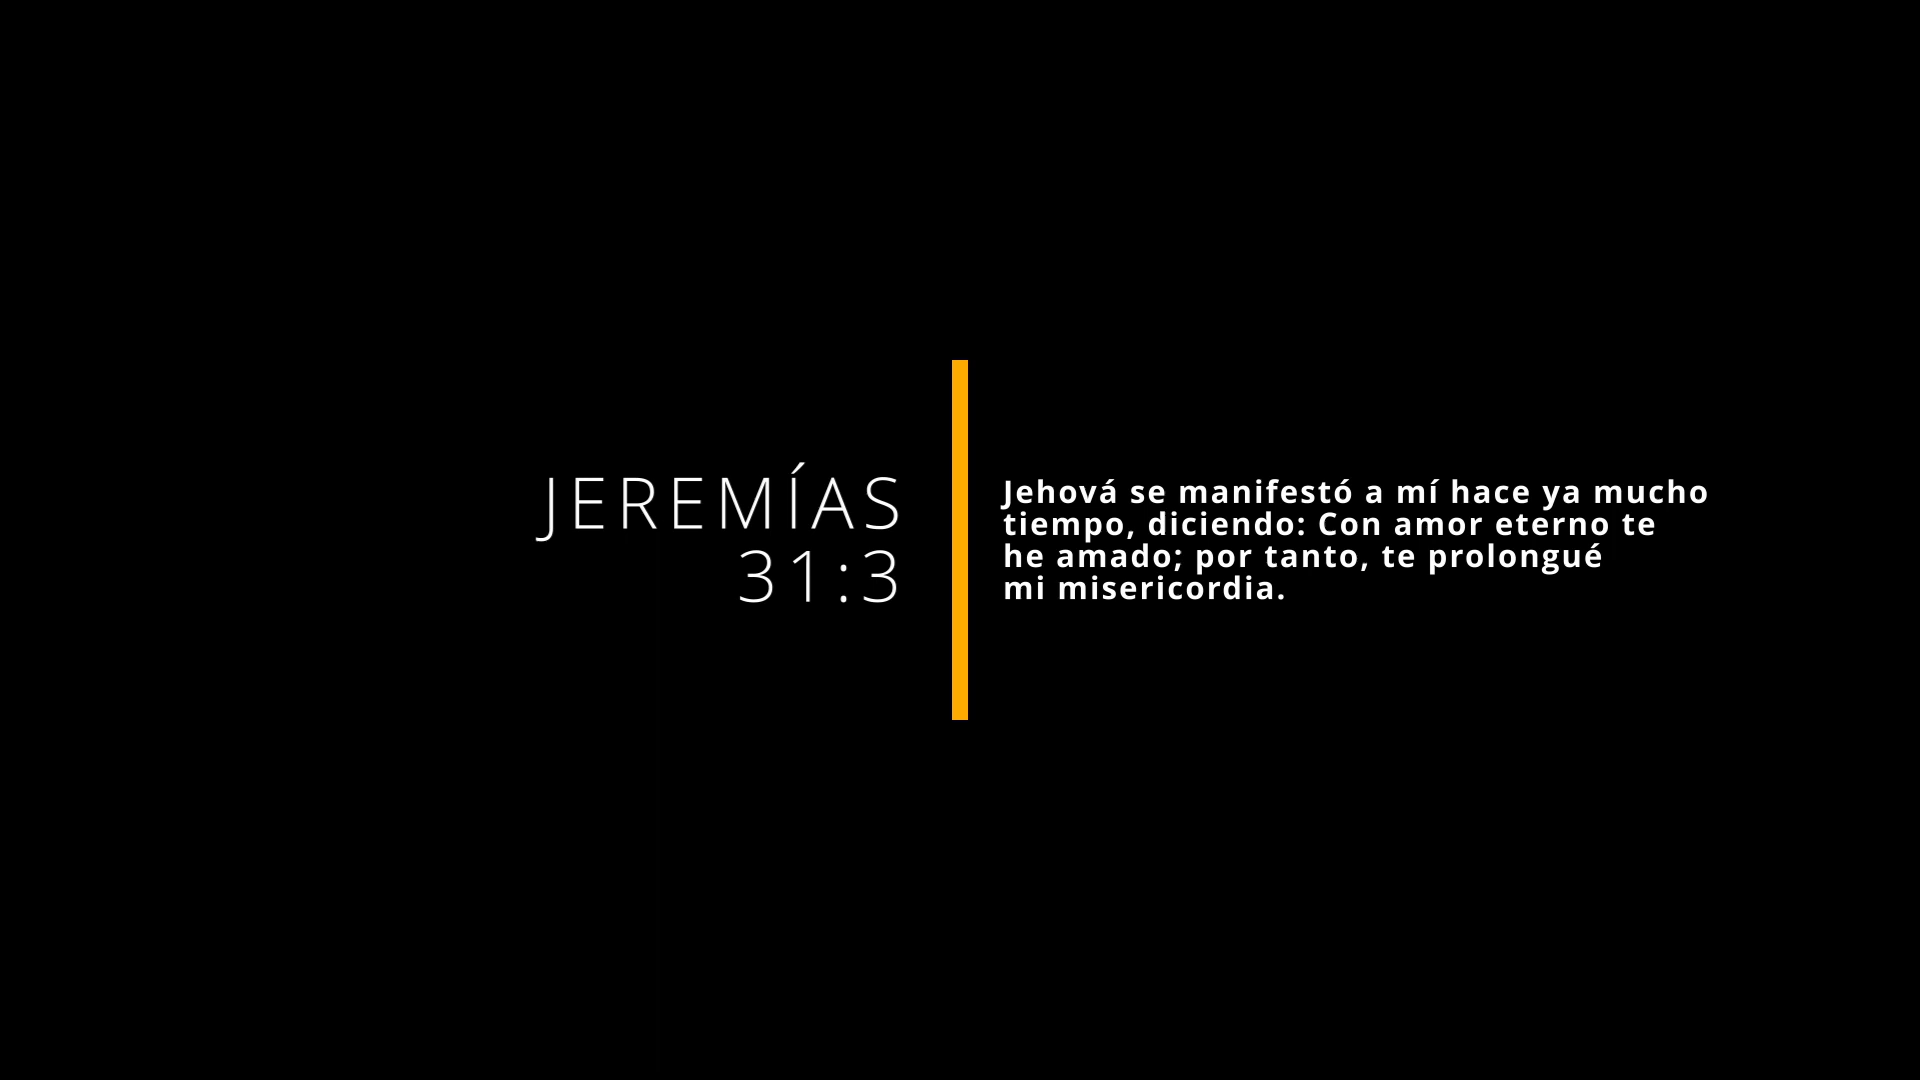 JEREMÍAS
31:3
Jehová se manifestó a mí hace ya mucho
tiempo, diciendo: Con amor eterno te
he amado; por tanto, te prolongué
mi misericordia.